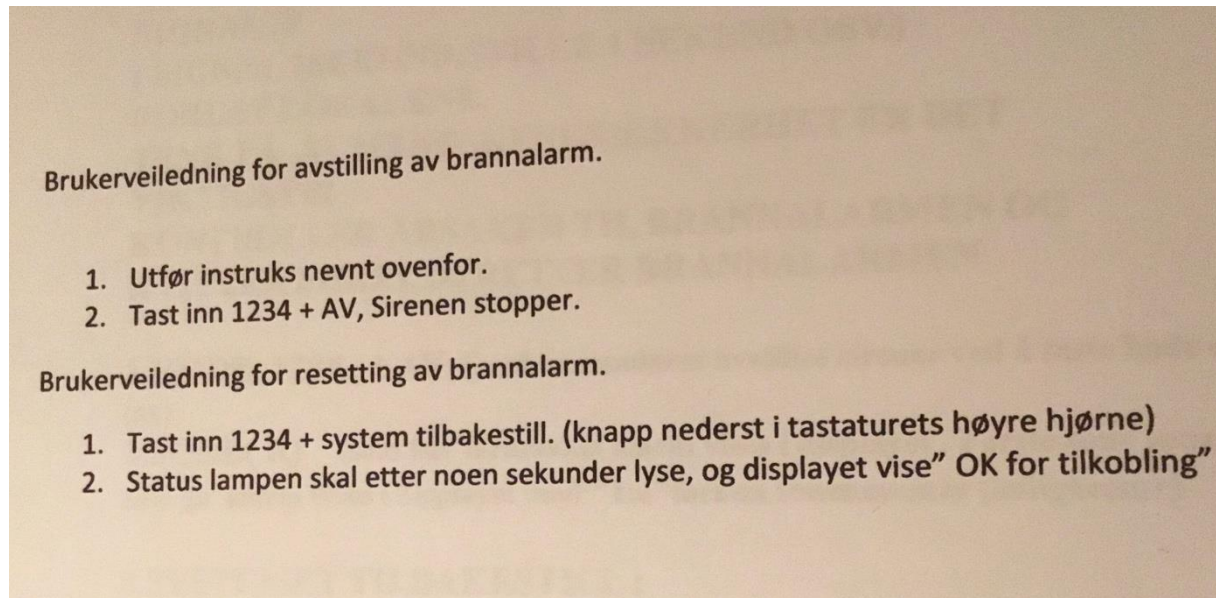 Brukerveiledning for avstilling av brannalarm.
1. Utfør instruks nevnt ovenfor.
2. Tast inn 1234 + AV, Sirenen stopper.
Brukerveiledning for resetting av brannalarm.
1. Tast inn 1234 + system tilbakestill. (knapp nederst i tastaturets høyre hjørne)
2. Status lampen skal etter noen sekunder lyse, og displayet vise” OK for tilkobling”